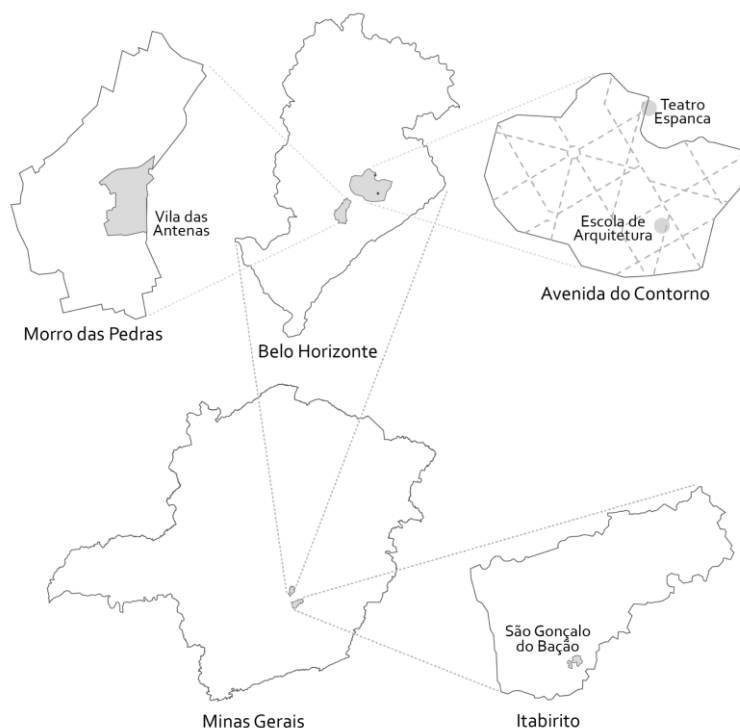 Teatro
Espanca
Vila das
Antenas
Escola de
Arquitetura
Avenida do Contorno
Morro das Pedras
Belo Horizonte
São Gonçalo
do Bação
Minas Gerais
Itabirito